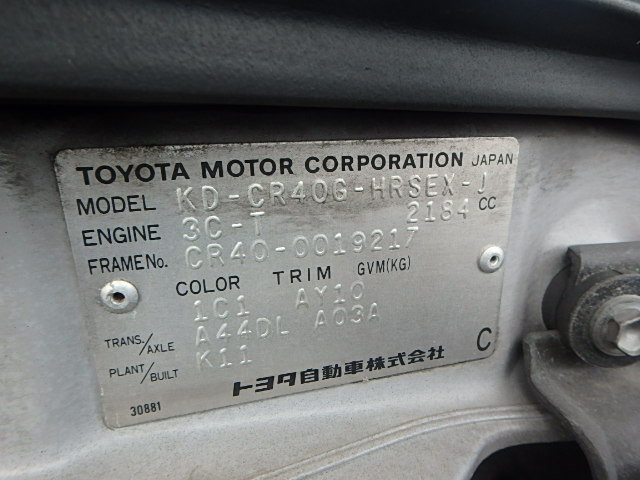 TOYOTA MOTOR CORPORATION JAPAN
MODEL KD-CR40G-HRSEX-J
ENGINE 3C-T 2184 CC
FRAME No. CR40-0019217
COLOR TRIM GVM(KG)
1C1 AY10
TRANS./AXLE A44DL A03A
PLANT/BUILT K11
トヨタ自動車株式会社 C
30881